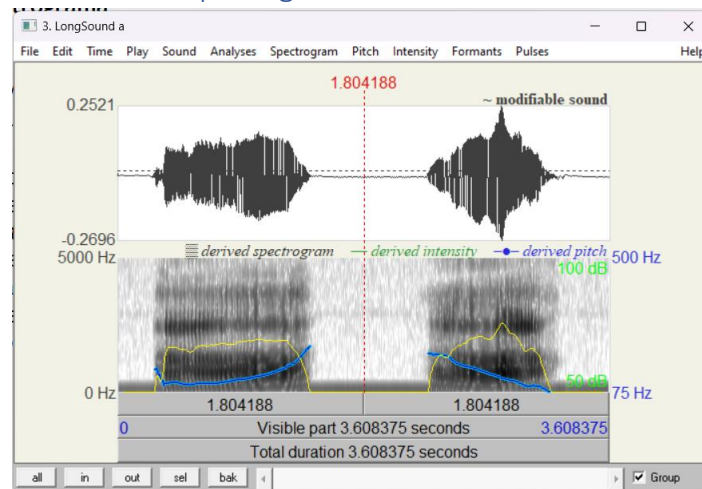 3. LongSound a
File Edit Time Play Sound Analyses Spectrogram Pitch Intensity Formants Pulses Help
1.804188
0.2521
~ modifiable sound
-0.2696
derived spectrogram derived intensity derived pitch
5000 Hz
500 Hz
100 dB
0 Hz
50 dB
75 Hz
1.804188 1.804188
0 Visible part 3.608375 seconds 3.608375
Total duration 3.608375 seconds
all in out sel bak Group